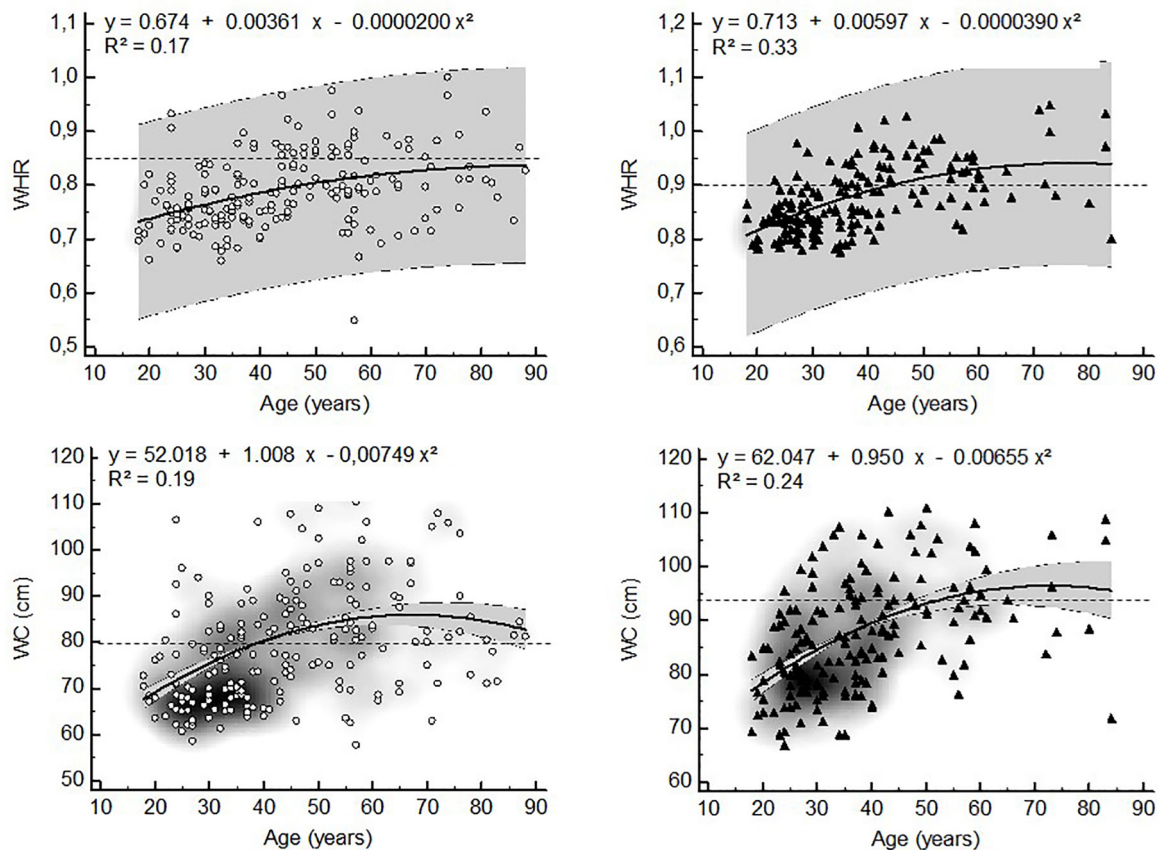 y = 0.674 + 0.00361 x - 0.0000200 x²
R² = 0.17
1,1
1,0
0,9
0,8
0,7
0,6
0,5
WHR
10 20 30 40 50 60 70 80 90
Age (years)
y = 0.713 + 0.00597 x - 0.0000390 x²
R² = 0.33
1,2
1,1
1,0
0,9
0,8
0,7
0,6
WHR
10 20 30 40 50 60 70 80 90
Age (years)
y = 52.018 + 1.008 x - 0,00749 x²
R² = 0.19
120
110
100
90
80
70
60
50
WC (cm)
10 20 30 40 50 60 70 80 90
Age (years)
y = 62.047 + 0.950 x - 0.00655 x²
R² = 0.24
120
110
100
90
80
70
60
WC (cm)
10 20 30 40 50 60 70 80 90
Age (years)